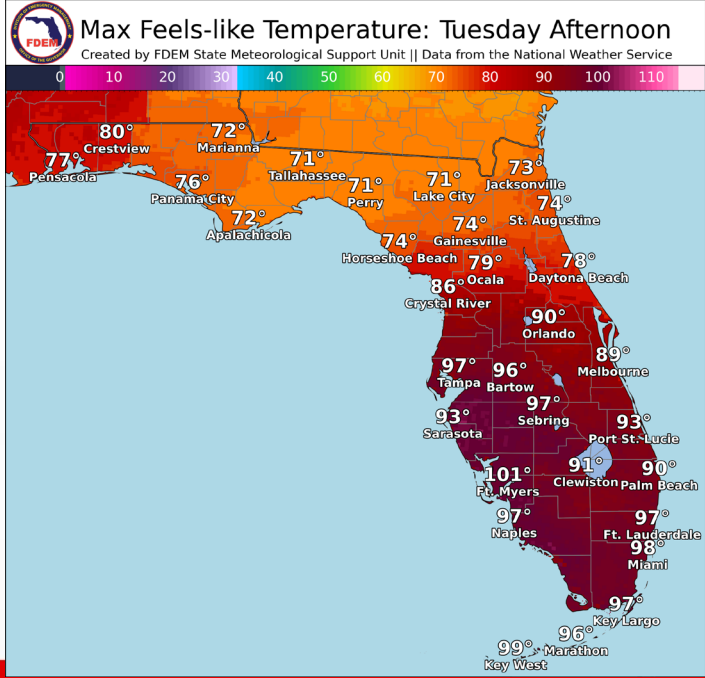 Max Feels-like Temperature: Tuesday Afternoon
Created by FDEM State Meteorological Support Unit || Data from the National Weather Service
FDEM
0 10 20 30 40 50 60 70 80 90 100 110
80°
Crestview
72°
Marianna
77°
Pensacola
71°
Tallahassee
73°
Jacksonville
76°
Panama City
71°
Perry
71°
Lake City
74°
St. Augustine
72°
Apalachicola
74°
Gainesville
74°
Horseshoe Beach
79°
Ocala
78°
Daytona Beach
86°
Crystal River
90°
Orlando
89°
Melbourne
97°
Tampa
96°
Bartow
97°
Sebring
93°
Sarasota
93°
Port St. Lucie
101°
Ft. Myers
91°
Clewiston
90°
Palm Beach
97°
Naples
97°
Ft. Lauderdale
98°
Miami
97°
Key Largo
96°
Marathon
99°
Key West